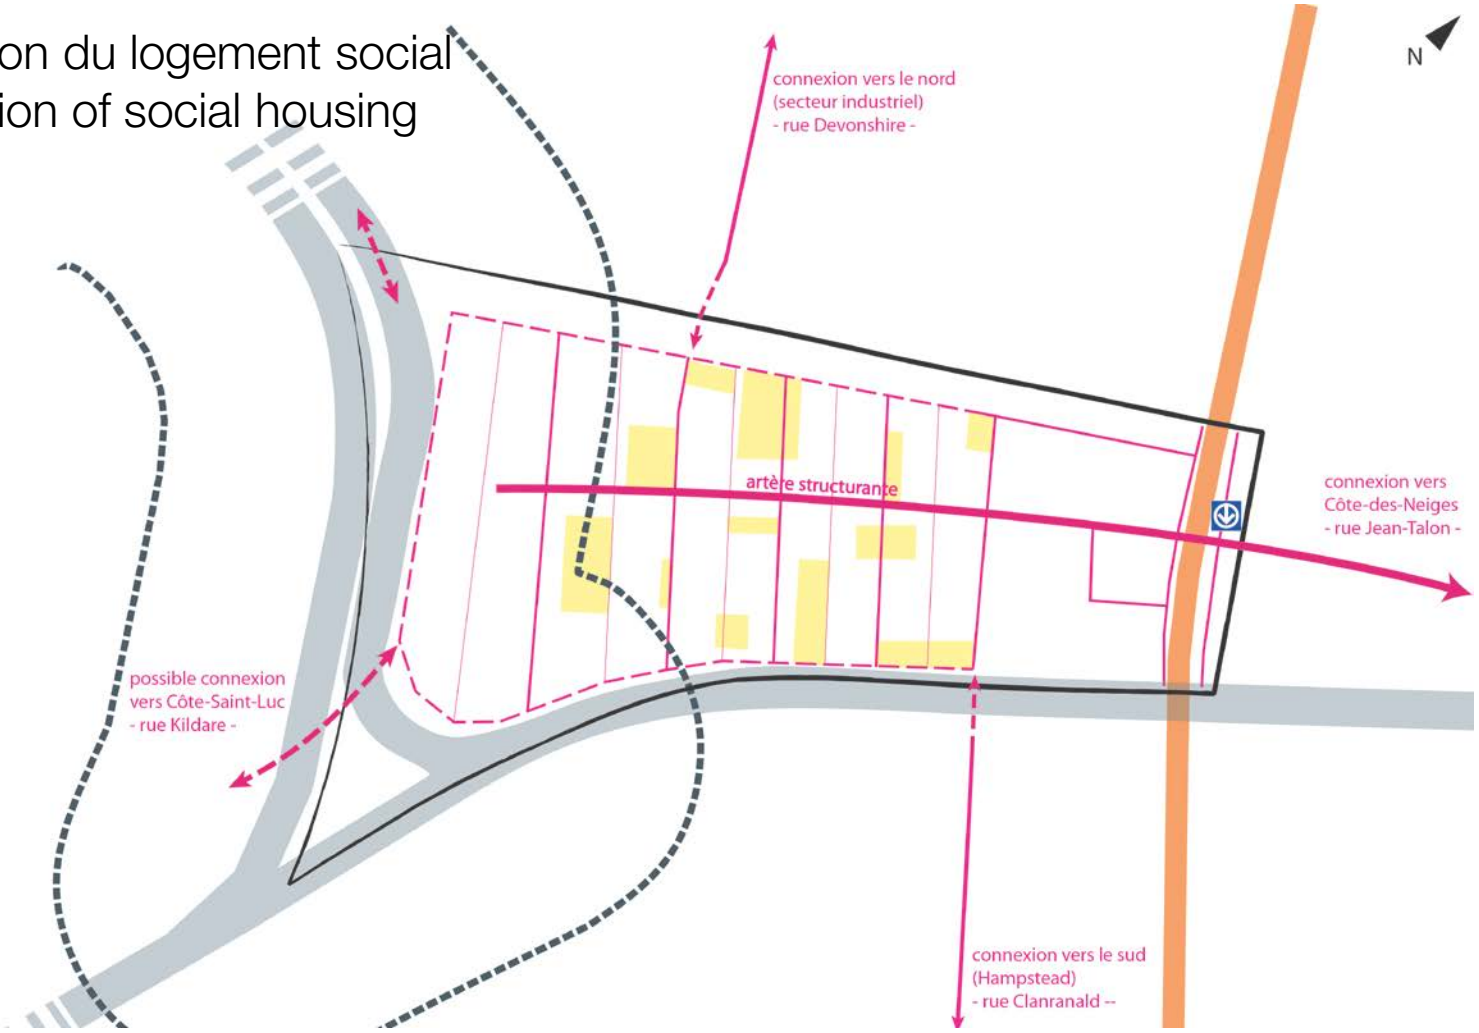 on du logement social
ion of social housing
N
connexion vers le nord
(secteur industriel)
- rue Devonshire -
artère structurante
connexion vers
Côte-des-Neiges
- rue Jean-Talon -
possible connexion
vers Côte-Saint-Luc
- rue Kildare -
connexion vers le sud
(Hampstead)
- rue Clanranald --